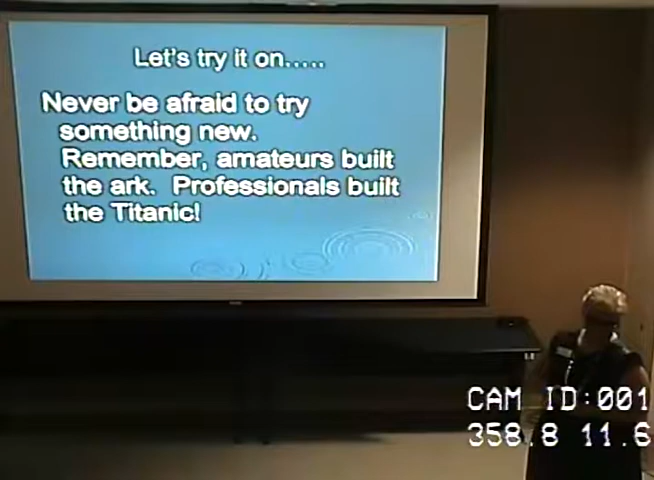 Let's try it on.....
Never be afraid to try
something new.
Remember, amateurs built
the ark.  Professionals built
the Titanic!
CAM ID:001
358.8 11.6